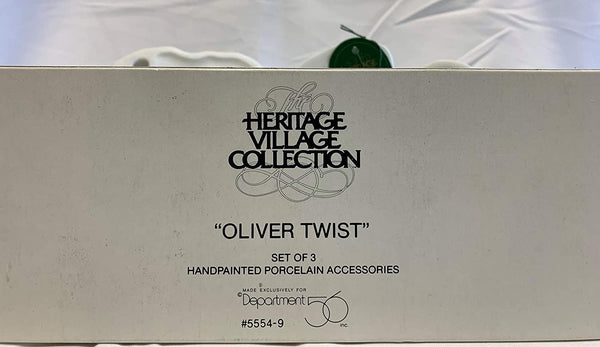 The
HERITAGE
VILLAGE
COLLECTION
"OLIVER TWIST"
SET OF 3
HANDPAINTED PORCELAIN ACCESSORIES
MADE EXCLUSIVELY FOR
©Department 56 inc.
#5554-9